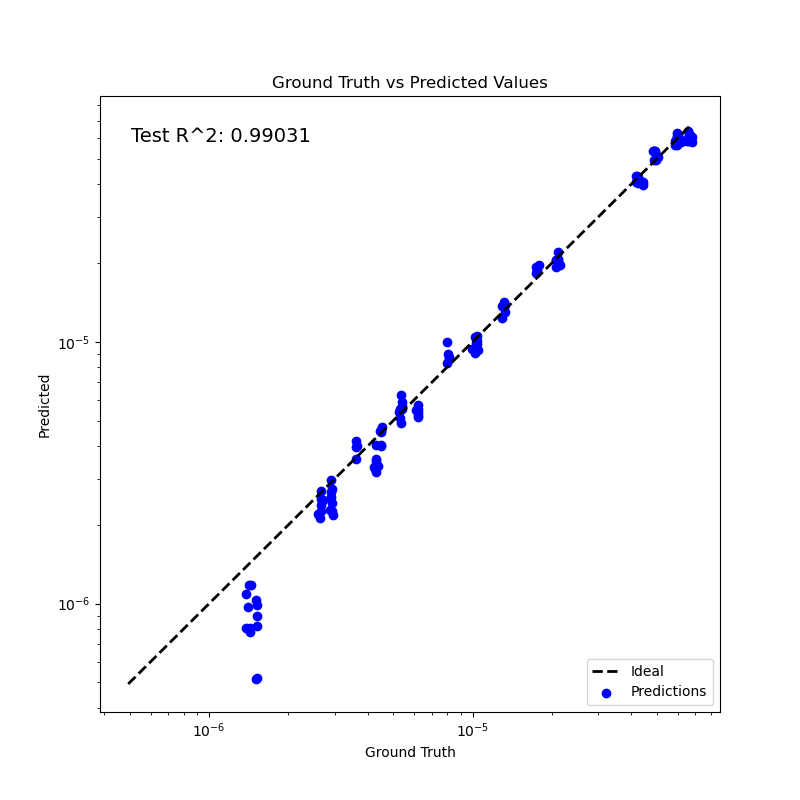 Ground Truth vs Predicted Values
Test R^2: 0.99031
Predicted
10⁻⁵
10⁻⁶
Ideal
Predictions
10⁻⁶
10⁻⁵
Ground Truth